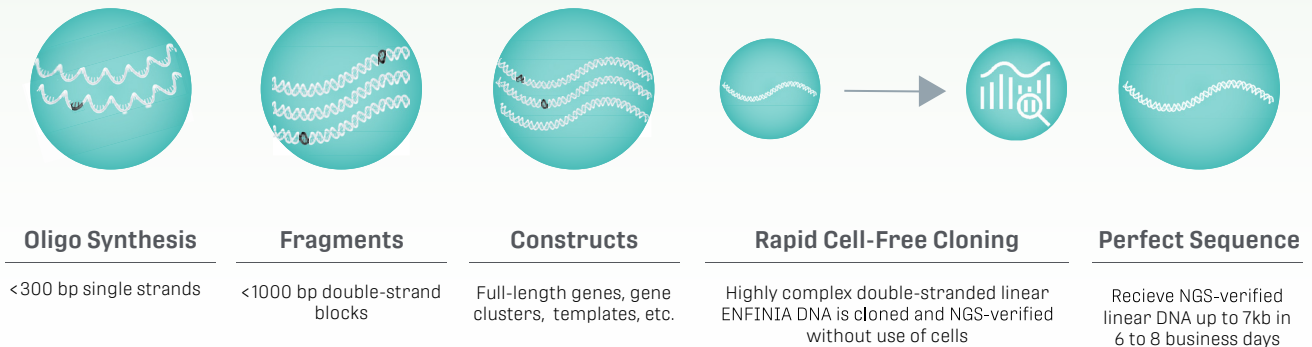 Oligo Synthesis
<300 bp single strands
Fragments
<1000 bp double-strand
blocks
Constructs
Full-length genes, gene
clusters, templates, etc.
Rapid Cell-Free Cloning
Highly complex double-stranded linear
ENFINIA DNA is cloned and NGS-verified
without use of cells
Perfect Sequence
Recieve NGS-verified
linear DNA up to 7kb in
6 to 8 business days